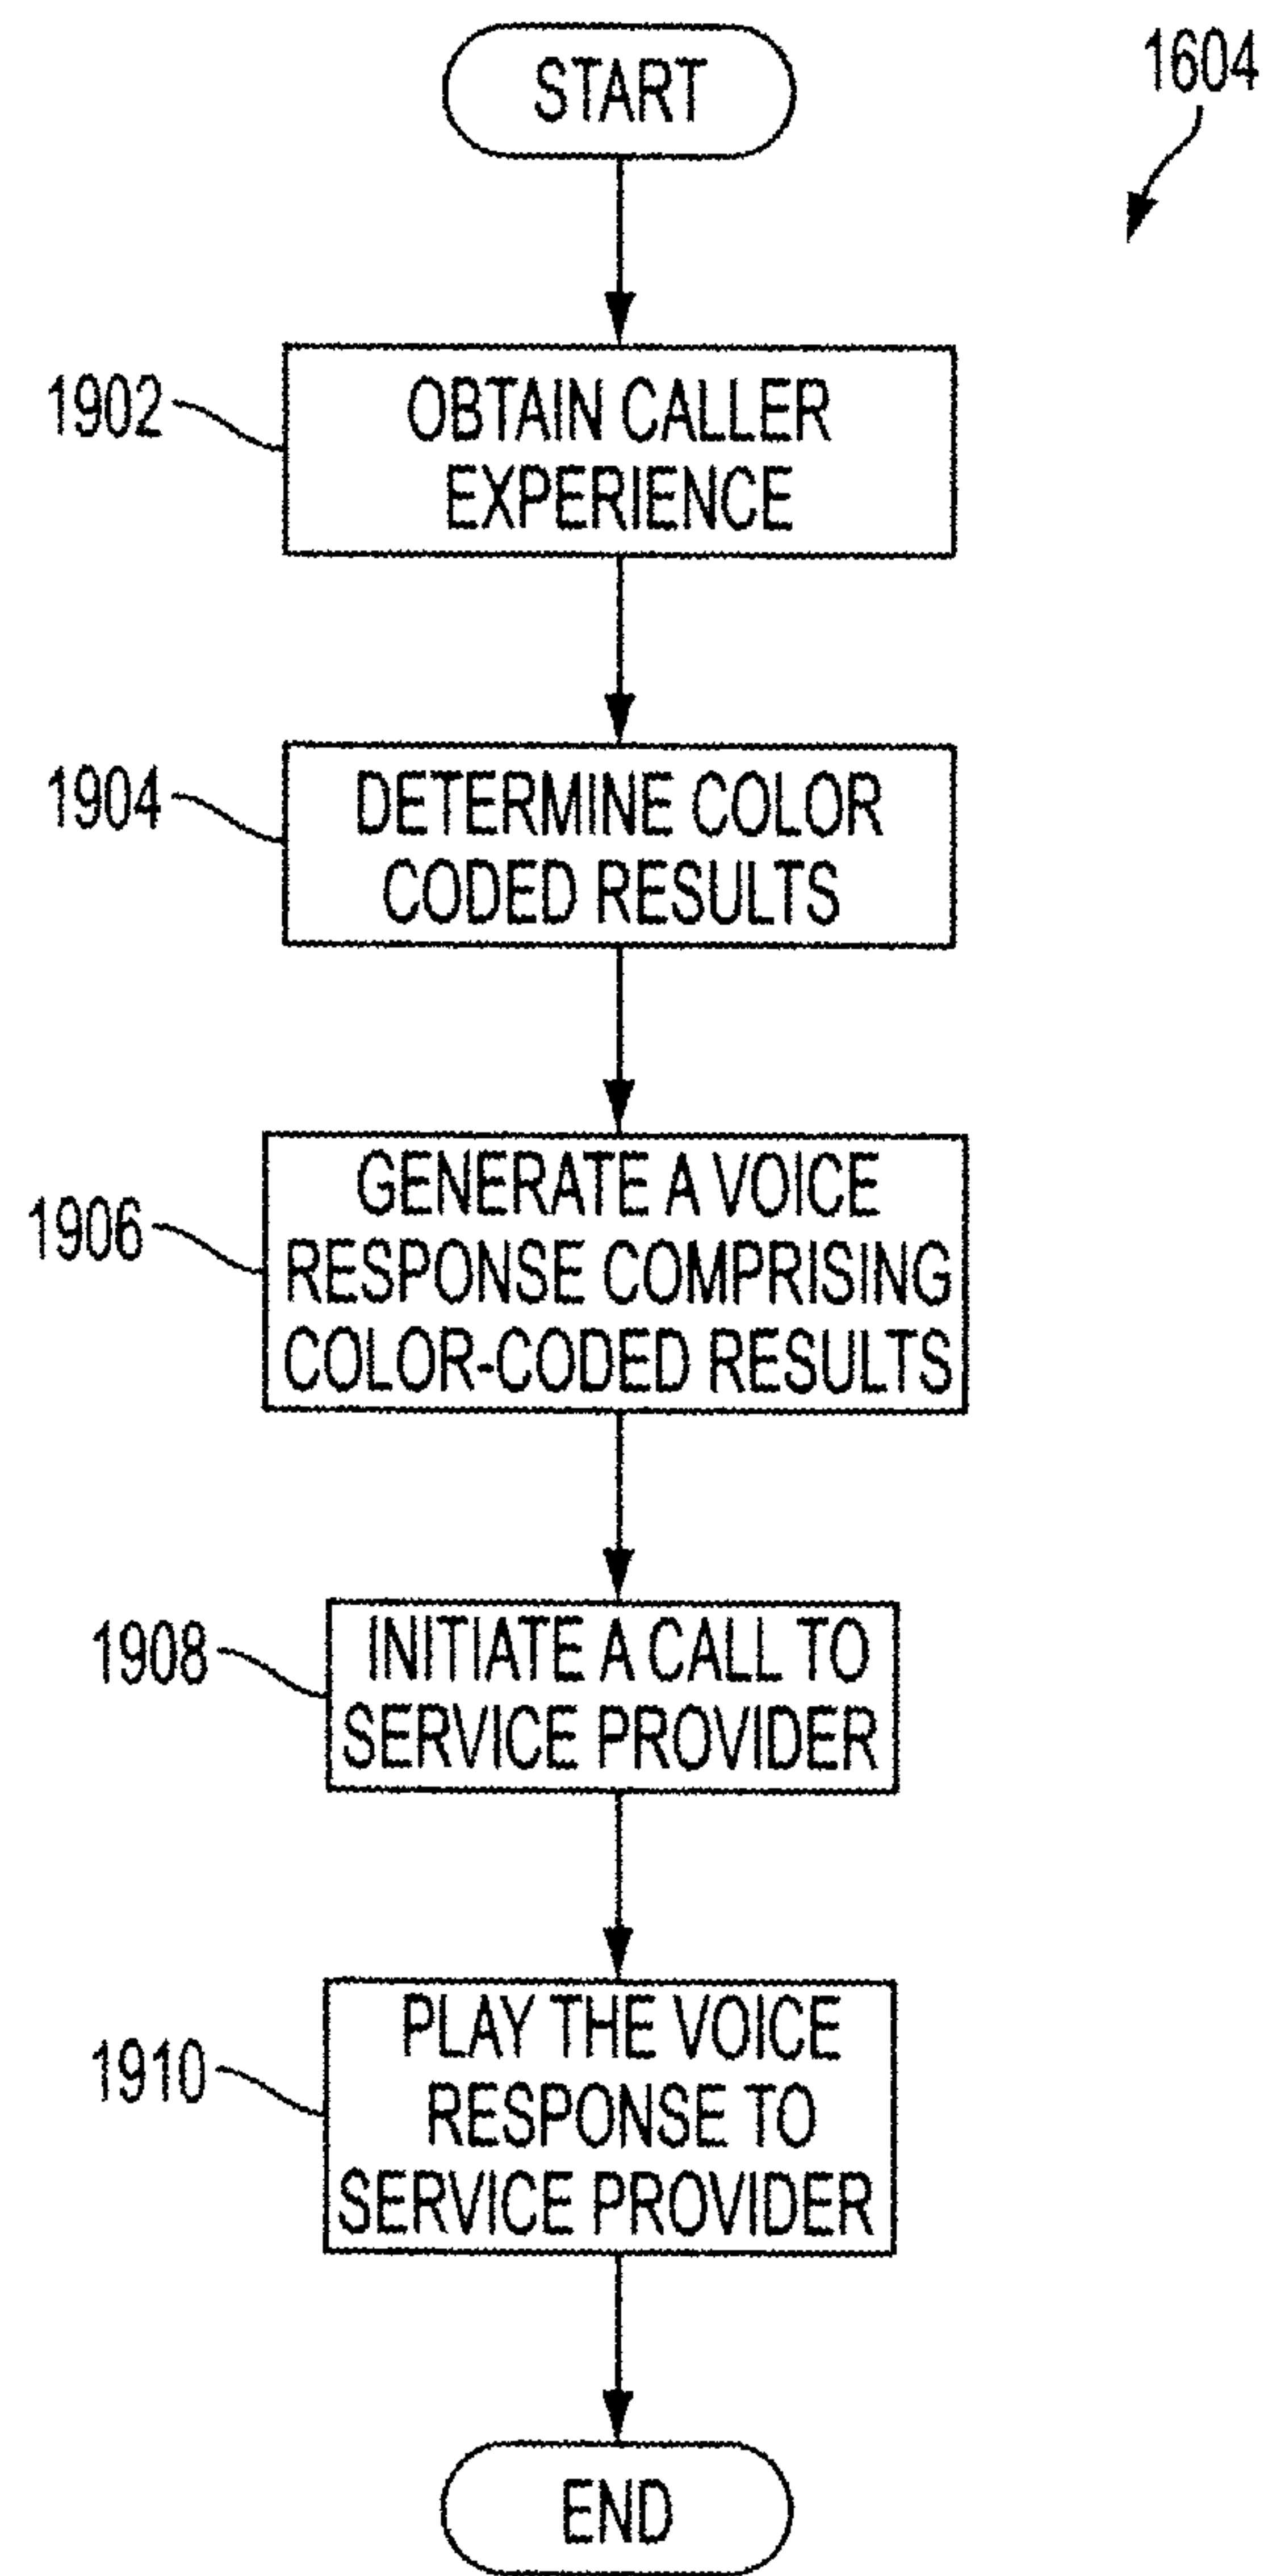 START
1604
1902
OBTAIN CALLER
EXPERIENCE
1904
DETERMINE COLOR
CODED RESULTS
1906
GENERATE A VOICE
RESPONSE COMPRISING
COLOR-CODED RESULTS
1908
INITIATE A CALL TO
SERVICE PROVIDER
1910
PLAY THE VOICE
RESPONSE TO
SERVICE PROVIDER
END